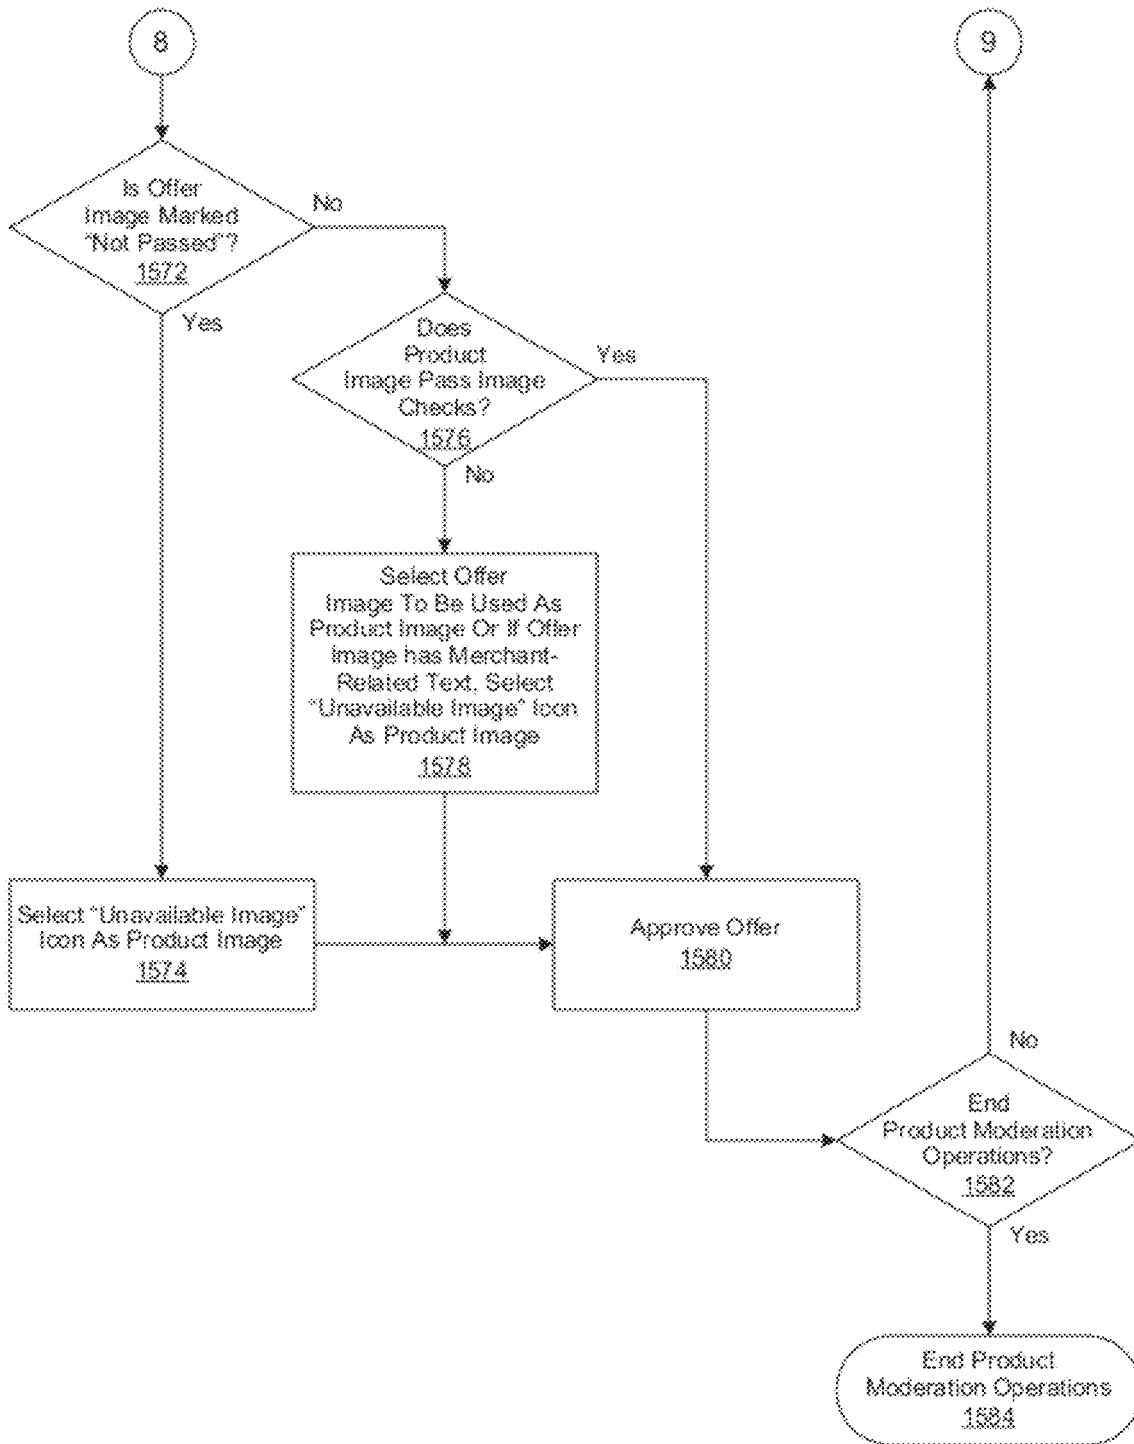 8
9
Is Offer
Image Marked
"Not Passed"?
1572
No
Yes
Does
Product
Image Pass Image
Checks?
1576
Yes
No
Select Offer
Image To Be Used As
Product Image Or If Offer
Image has Merchant-
Related Text, Select
"Unavailable Image" Icon
As Product Image
1578
Select "Unavailable Image"
Icon As Product Image
1574
Approve Offer
1580
No
End
Product Moderation
Operations?
1582
Yes
End Product
Moderation Operations
1584